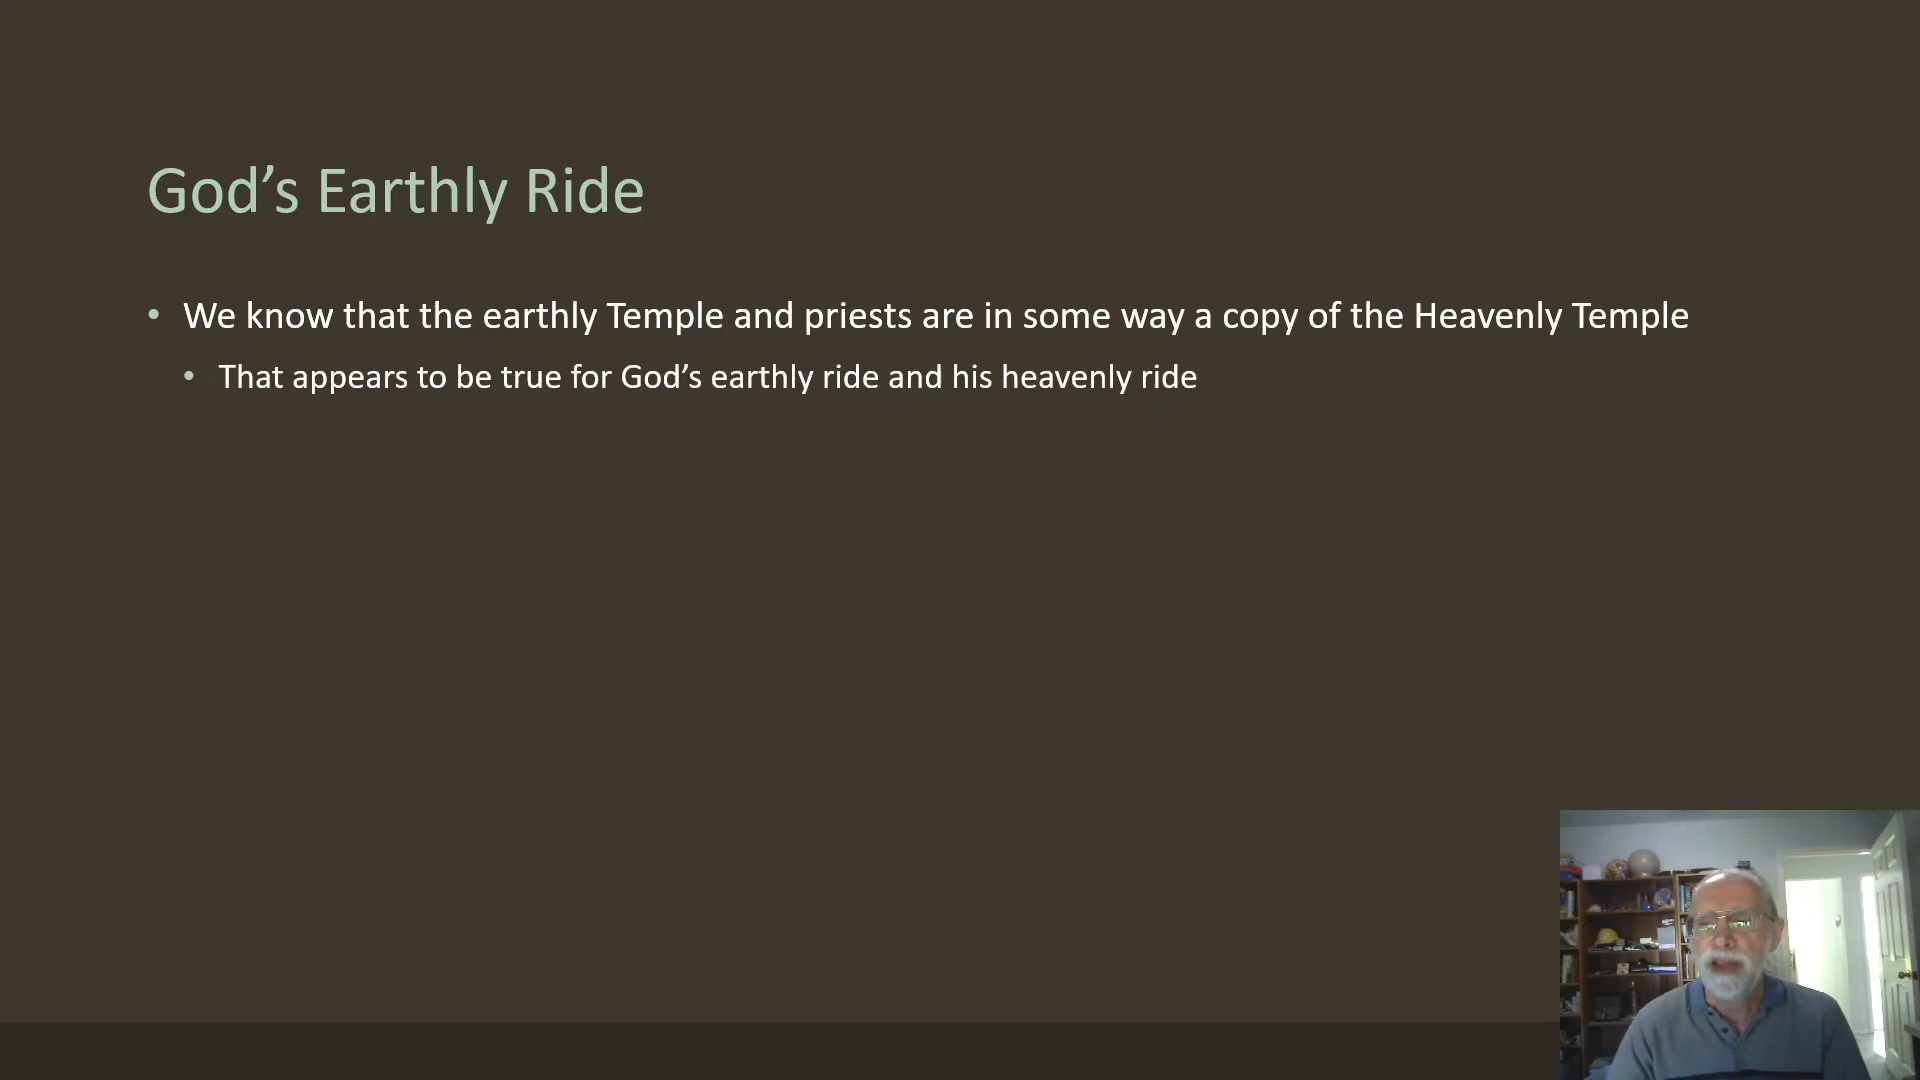 God’s Earthly Ride
• We know that the earthly Temple and priests are in some way a copy of the Heavenly Temple
• That appears to be true for God’s earthly ride and his heavenly ride